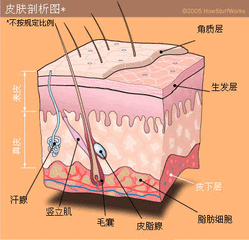 皮肤剖析图*
*不按规定比例
©2005 HowStuffWorks
角质层
生发层
表皮
真皮
皮下层
汗腺
竖立肌
毛囊
皮脂腺
脂肪细胞